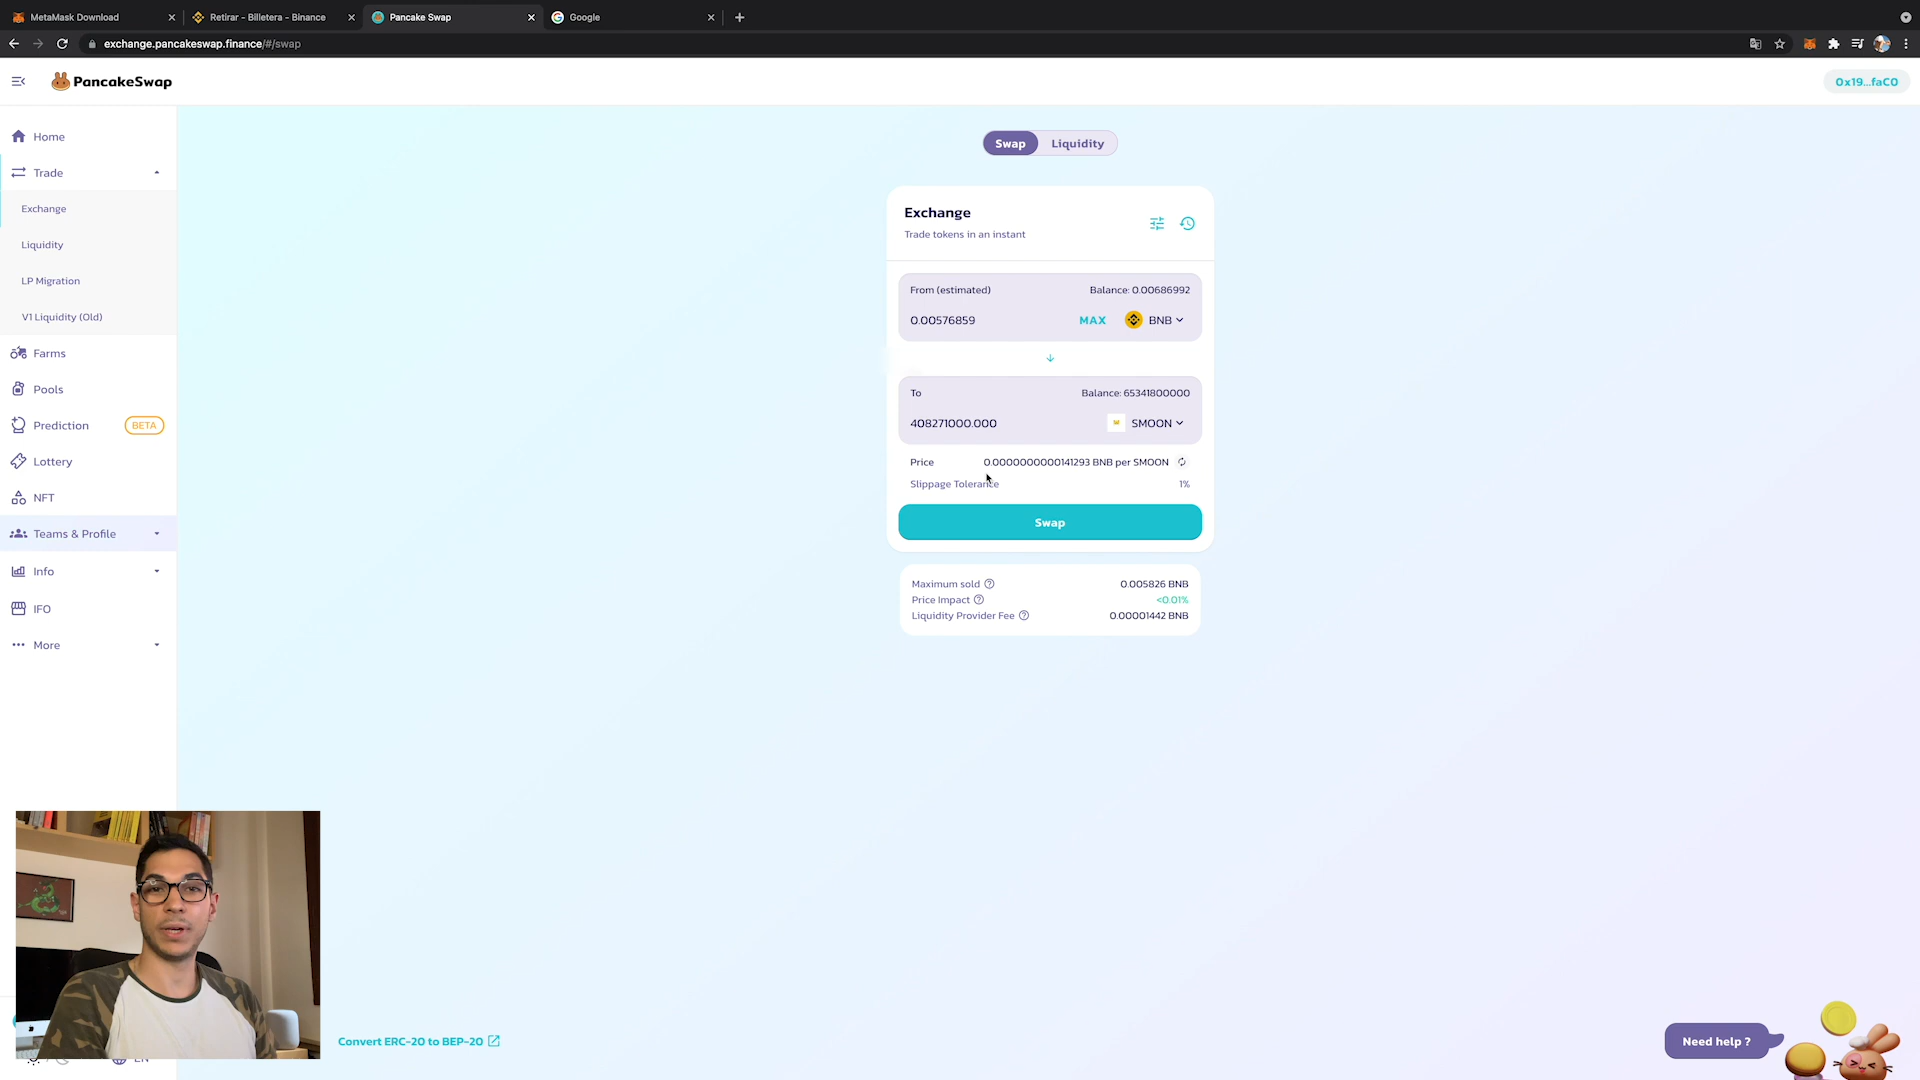 MetaMask Download
Retirar - Billetera - Binance
Pancake Swap
Google
exchange.pancakeswap.finance/#/swap
PancakeSwap
0x19...faC0
Home
Trade
Exchange
Liquidity
LP Migration
V1 Liquidity (Old)
Farms
Pools
Prediction
BETA
Lottery
NFT
Teams & Profile
Info
IFO
More
Swap
Liquidity
Exchange
Trade tokens in an instant
From (estimated)
Balance: 0.00686992
0.00576859
MAX
BNB
To
Balance: 65341800000
408271000.000
SMOON
Price
0.0000000000141293 BNB per SMOON
Slippage Tolerance
1%
Swap
Maximum sold
0.005826 BNB
Price Impact
<0.01%
Liquidity Provider Fee
0.00001442 BNB
Convert ERC-20 to BEP-20
Need help ?